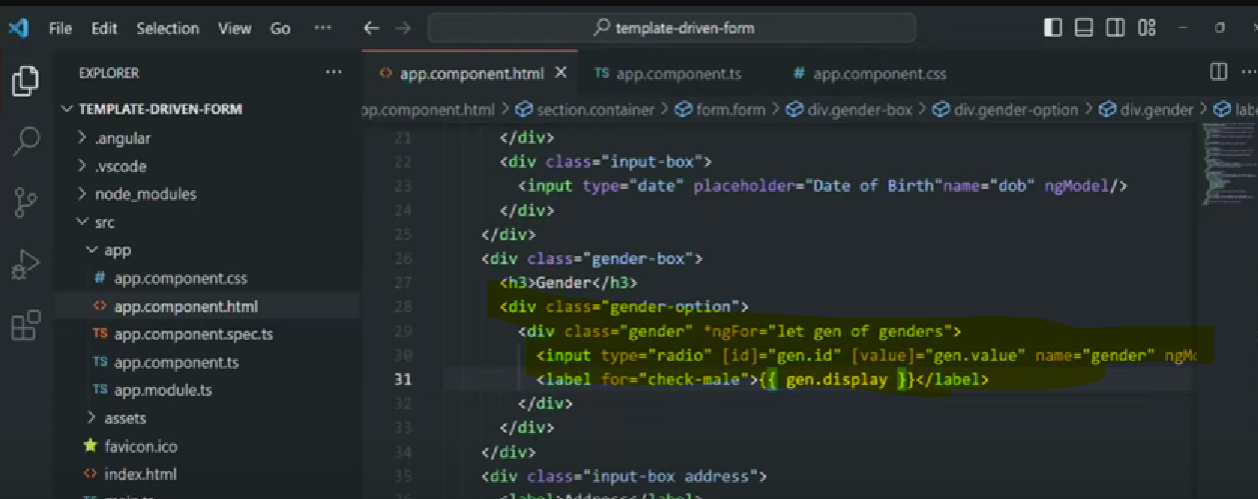 File Edit Selection View Go ··· template-driven-form
EXPLORER ···
app.component.html TS app.component.ts # app.component.css
TEMPLATE-DRIVEN-FORM
pp.component.html > section.container > form.form > div.gender-box > div.gender-option > div.gender > labe
.angular
.vscode
node_modules
src
app
# app.component.css
<> app.component.html
TS app.component.spec.ts
TS app.component.ts
TS app.module.ts
assets
favicon.ico
<> index.html
21 </div>
22 <div class="input-box">
23 <input type="date" placeholder="Date of Birth"name="dob" ngModel/>
24 </div>
25 </div>
26 <div class="gender-box">
27 <h3>Gender</h3>
28 <div class="gender-option">
29 <div class="gender" *ngFor="let gen of genders">
30 <input type="radio" [id]="gen.id" [value]="gen.value" name="gender" ngMo
31 <label for="check-male">{{ gen.display }}</label>
32 </div>
33 </div>
34 </div>
35 <div class="input-box address">
36 <label>Address</label>